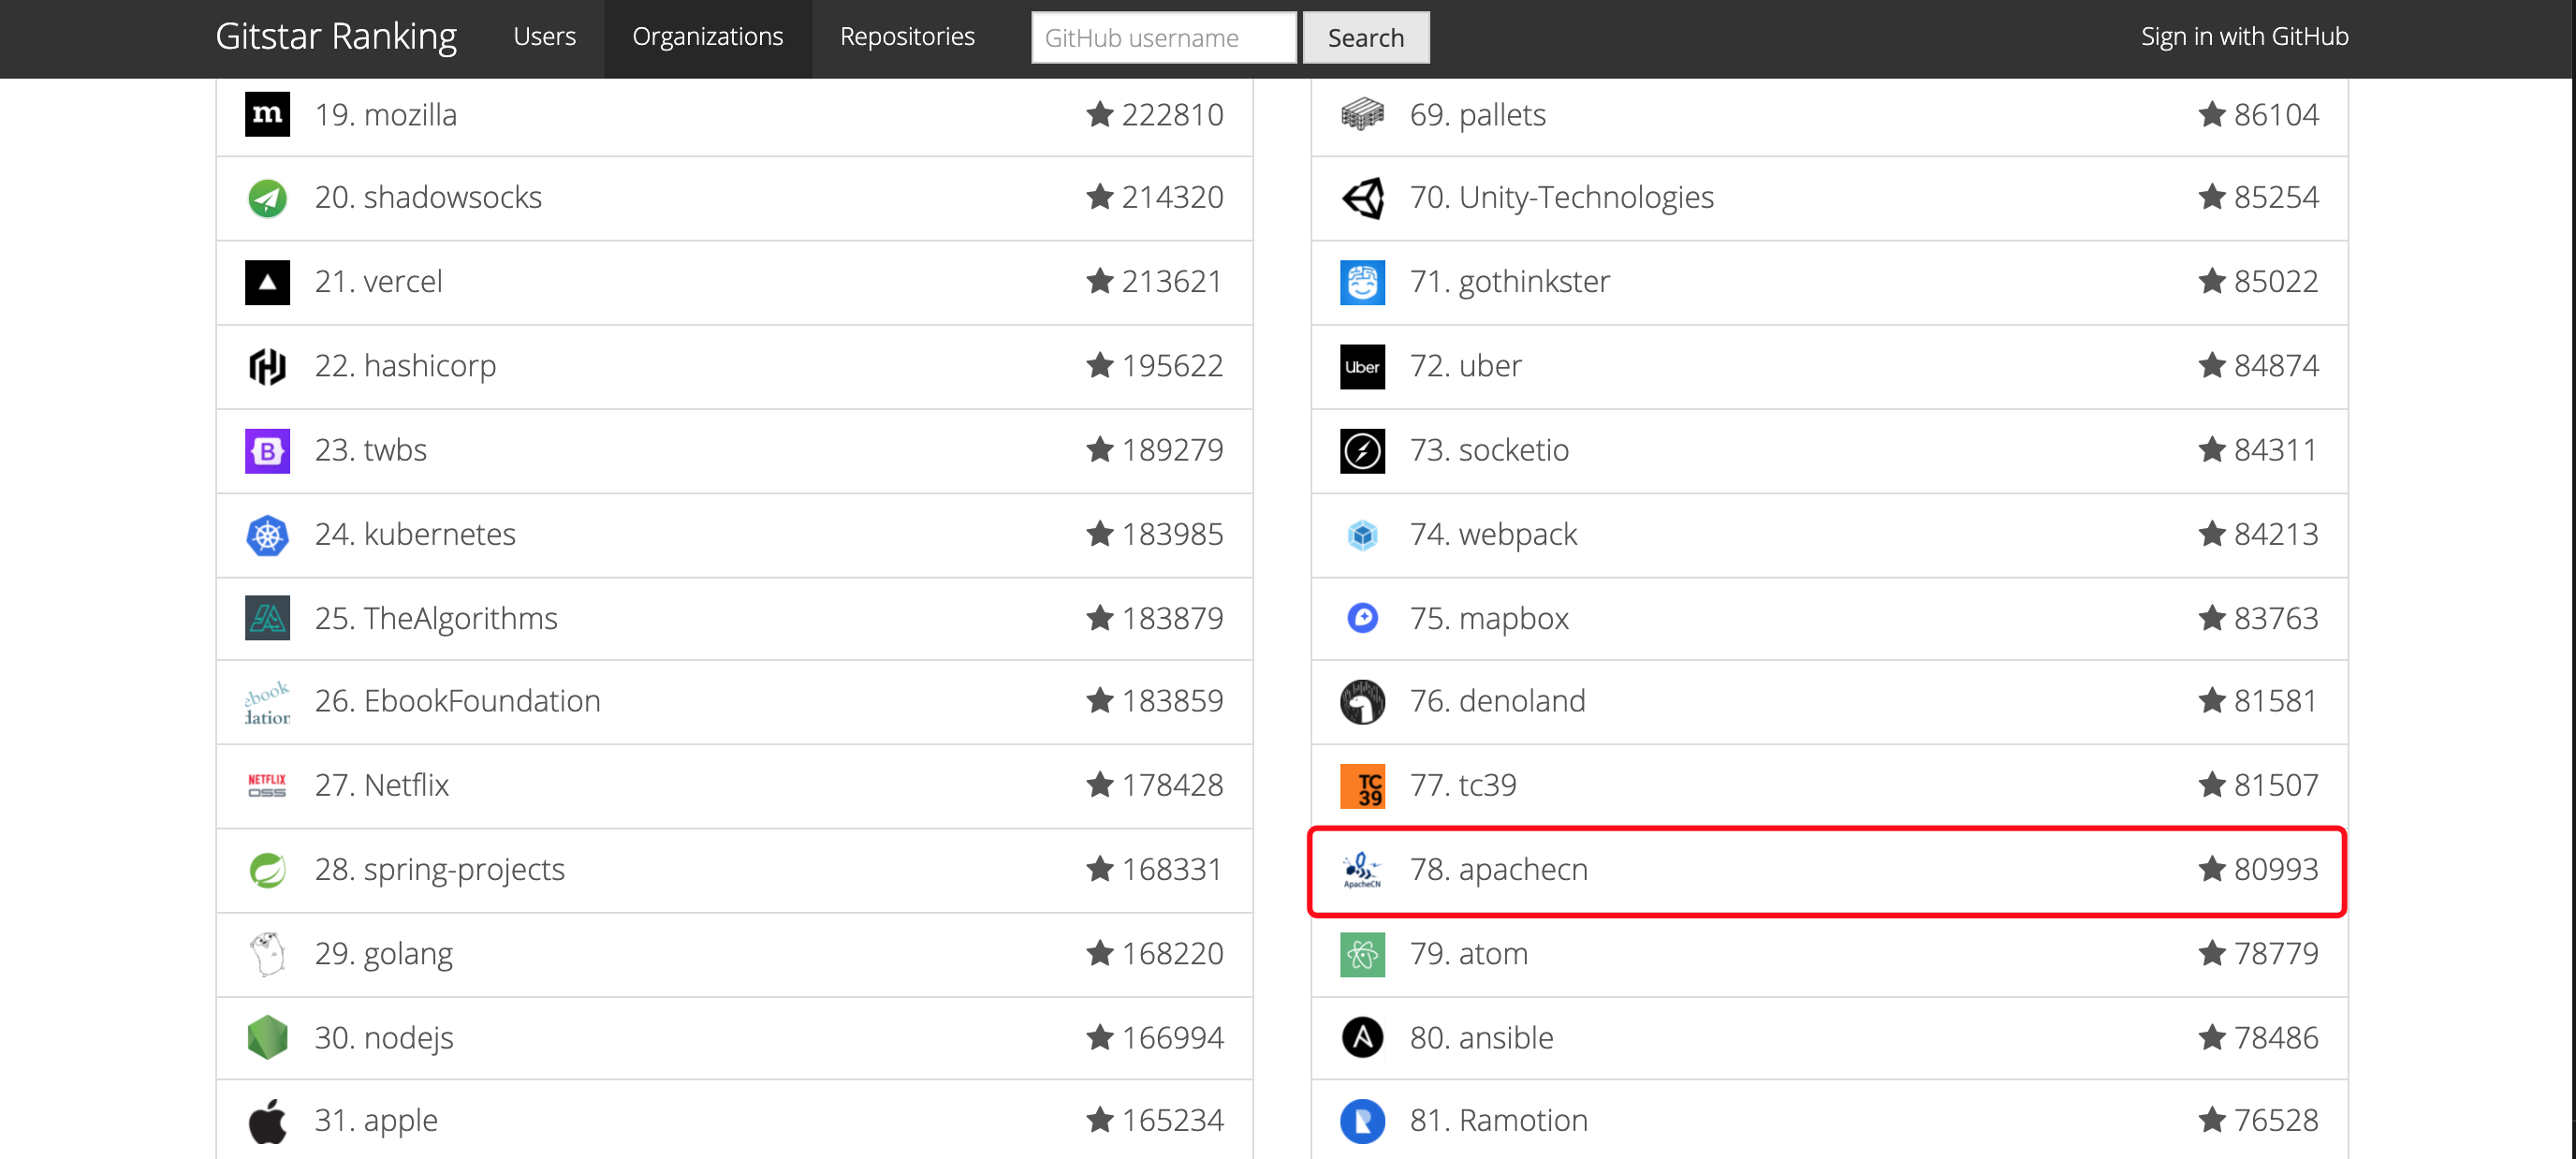 Gitstar Ranking Users Organizations Repositories GitHub username Search Sign in with GitHub
m 19. mozilla 222810
20. shadowsocks 214320
21. vercel 213621
22. hashicorp 195622
B 23. twbs 189279
24. kubernetes 183985
25. TheAlgorithms 183879
ebook
dation 26. EbookFoundation 183859
NETFLIX
OSS 27. Netflix 178428
28. spring-projects 168331
29. golang 168220
30. nodejs 166994
31. apple 165234
69. pallets 86104
70. Unity-Technologies 85254
71. gothinkster 85022
Uber 72. uber 84874
73. socketio 84311
74. webpack 84213
75. mapbox 83763
76. denoland 81581
TC
39 77. tc39 81507
ApacheCN 78. apachecn 80993
79. atom 78779
A 80. ansible 78486
R 81. Ramotion 76528